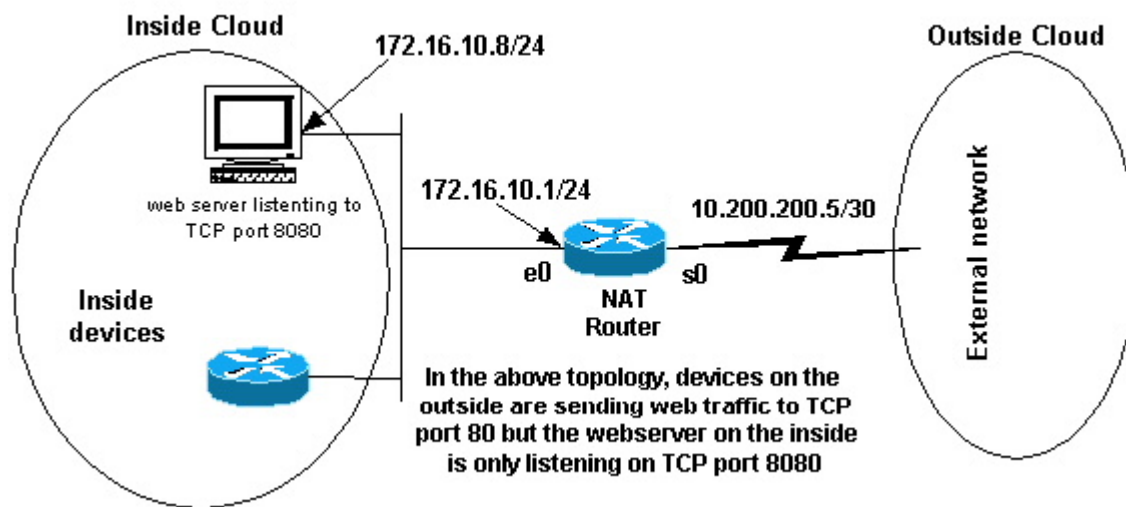 Inside Cloud
172.16.10.8/24
Outside Cloud
web server listenting to
TCP port 8080
172.16.10.1/24
10.200.200.5/30
e0
s0
NAT
Router
Inside
devices
External network
In the above topology, devices on the
outside are sending web traffic to TCP
port 80 but the webserver on the inside
is only listening on TCP port 8080